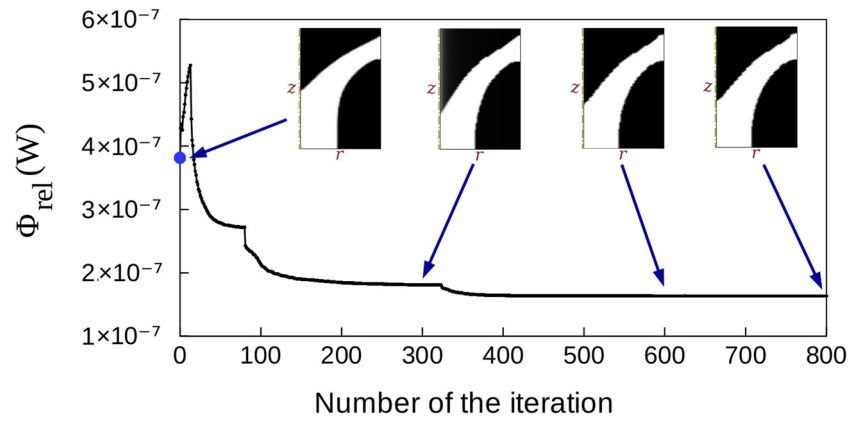 6×10⁻⁷
5×10⁻⁷
4×10⁻⁷
3×10⁻⁷
2×10⁻⁷
1×10⁻⁷
Φrel(W)
z
r
z
r
z
r
z
r
0 100 200 300 400 500 600 700 800
Number of the iteration